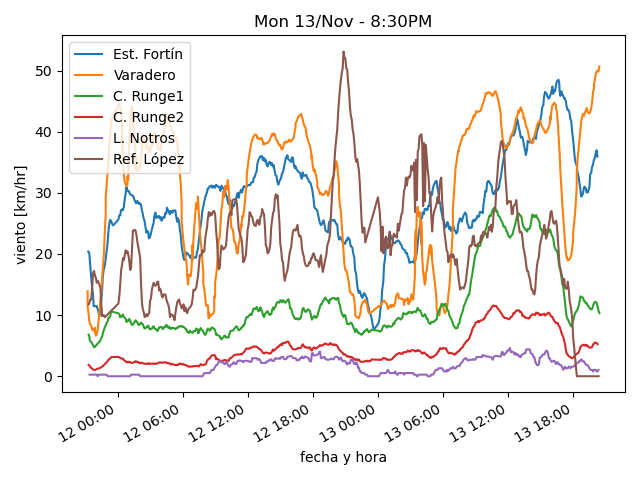 Mon 13/Nov - 8:30PM
Est. Fortín
Varadero
C. Runge1
C. Runge2
L. Notros
Ref. López
viento [km/hr]
50
40
30
20
10
0
12 00:00
12 06:00
12 12:00
12 18:00
13 00:00
13 06:00
13 12:00
13 18:00
fecha y hora